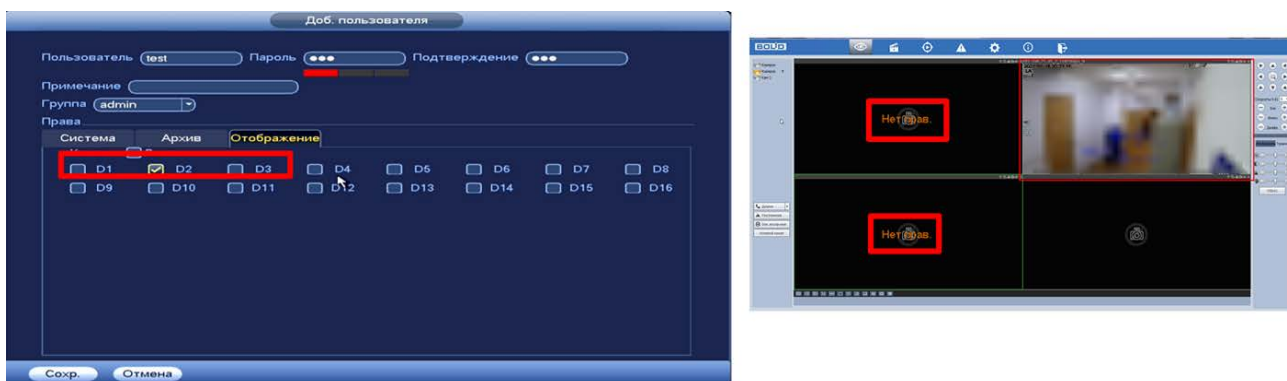 Доб. пользователя
Пользователь test Пароль ●●● Подтверждение ●●●
Примечание
Группа admin
Права
Система Архив Отображение
D1 D2 D3 D4 D5 D6 D7 D8
D9 D10 D11 D12 D13 D14 D15 D16
Сохр. Отмена
BOLID
Нет прав.
Нет прав.